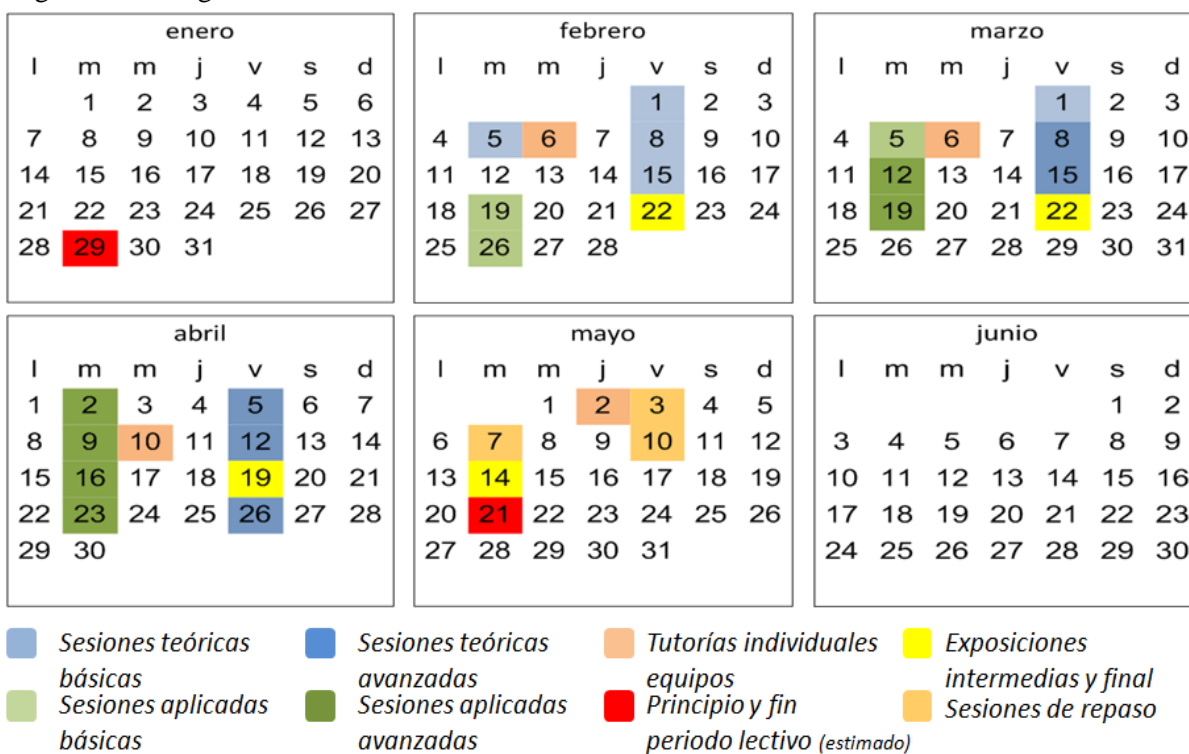 enero
l m m j v s d
1 2 3 4 5 6
7 8 9 10 11 12 13
14 15 16 17 18 19 20
21 22 23 24 25 26 27
28 29 30 31
febrero
l m m j v s d
1 2 3
4 5 6 7 8 9 10
11 12 13 14 15 16 17
18 19 20 21 22 23 24
25 26 27 28
marzo
l m m j v s d
1 2 3
4 5 6 7 8 9 10
11 12 13 14 15 16 17
18 19 20 21 22 23 24
25 26 27 28 29 30 31
abril
l m m j v s d
1 2 3 4 5 6 7
8 9 10 11 12 13 14
15 16 17 18 19 20 21
22 23 24 25 26 27 28
29 30
mayo
l m m j v s d
1 2 3 4 5
6 7 8 9 10 11 12
13 14 15 16 17 18 19
20 21 22 23 24 25 26
27 28 29 30 31
junio
l m m j v s d
1 2
3 4 5 6 7 8 9
10 11 12 13 14 15 16
17 18 19 20 21 22 23
24 25 26 27 28 29 30
Sesiones teóricas
básicas
Sesiones teóricas
avanzadas
Tutorías individuales
equipos
Exposiciones
intermedias y final
Sesiones aplicadas
básicas
Sesiones aplicadas
avanzadas
Principio y fin
periodo lectivo (estimado)
Sesiones de repaso